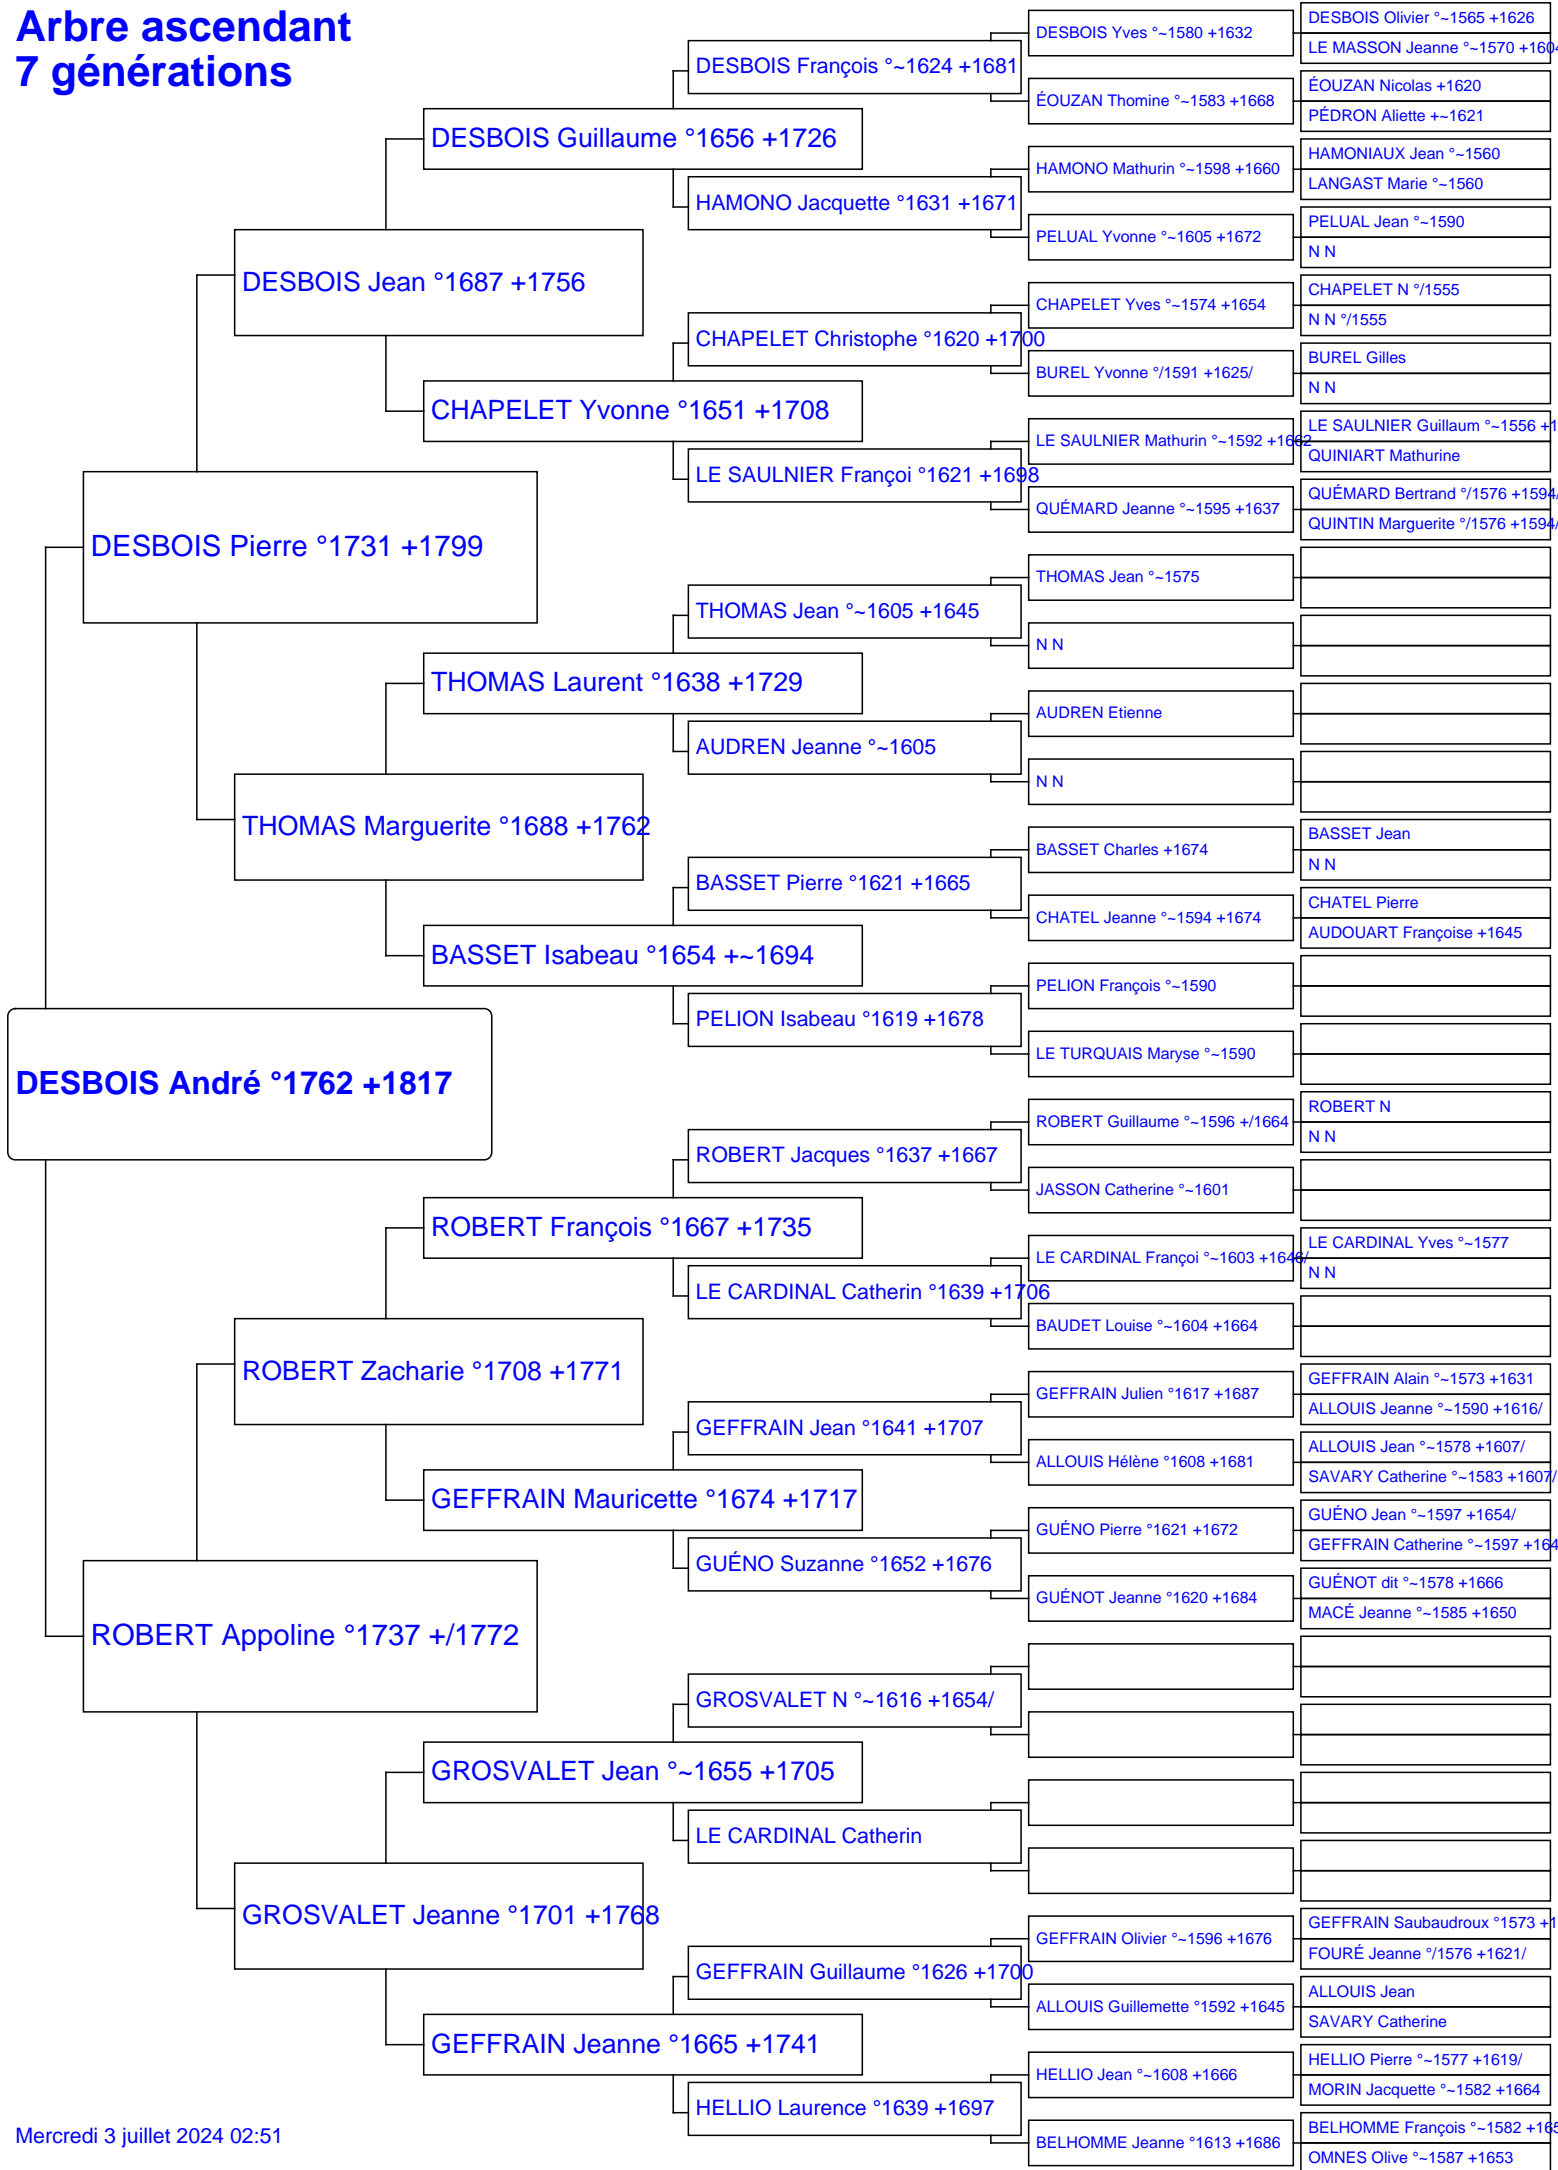 Arbre ascendant
7 générations
DESBOIS André °1762 +1817
DESBOIS Pierre °1731 +1799
ROBERT Appoline °1737 +/1772
DESBOIS Jean °1687 +1756
THOMAS Marguerite °1688 +1762
ROBERT Zacharie °1708 +1771
GROSVALET Jeanne °1701 +1768
DESBOIS Guillaume °1656 +1726
CHAPELET Yvonne °1651 +1708
THOMAS Laurent °1638 +1729
BASSET Isabeau °1654 +~1694
ROBERT François °1667 +1735
GEFFRAIN Mauricette °1674 +1717
GROSVALET Jean °~1655 +1705
GEFFRAIN Jeanne °1665 +1741
DESBOIS François °~1624 +1681
HAMONO Jacquette °1631 +1671
CHAPELET Christophe °1620 +1700
LE SAULNIER Françoi °1621 +1698
THOMAS Jean °~1605 +1645
AUDREN Jeanne °~1605
BASSET Pierre °1621 +1665
PELION Isabeau °1619 +1678
ROBERT Jacques °1637 +1667
LE CARDINAL Catherin °1639 +1706
GEFFRAIN Jean °1641 +1707
GUÉNO Suzanne °1652 +1676
GROSVALET N °~1616 +1654/
LE CARDINAL Catherin
GEFFRAIN Guillaume °1626 +1700
HELLIO Laurence °1639 +1697
DESBOIS Yves °~1580 +1632
ÉOUZAN Thomine °~1583 +1668
HAMONO Mathurin °~1598 +1660
PELUAL Yvonne °~1605 +1672
CHAPELET Yves °~1574 +1654
BUREL Yvonne °/1591 +1625/
LE SAULNIER Mathurin °~1592 +1662
QUÉMARD Jeanne °~1595 +1637
THOMAS Jean °~1575
N N
AUDREN Etienne
N N
BASSET Charles +1674
CHATEL Jeanne °~1594 +1674
PELION François °~1590
LE TURQUAIS Maryse °~1590
ROBERT Guillaume °~1596 +/1664
JASSON Catherine °~1601
LE CARDINAL Françoi °~1603 +1646/
BAUDET Louise °~1604 +1664
GEFFRAIN Julien °1617 +1687
ALLOUIS Hélène °1608 +1681
GUÉNO Pierre °1621 +1672
GUÉNOT Jeanne °1620 +1684
GEFFRAIN Olivier °~1596 +1676
ALLOUIS Guillemette °1592 +1645
HELLIO Jean °~1608 +1666
BELHOMME Jeanne °1613 +1686
DESBOIS Olivier °~1565 +1626
LE MASSON Jeanne °~1570 +1604
ÉOUZAN Nicolas +1620
PÉDRON Aliette +~1621
HAMONIAUX Jean °~1560
LANGAST Marie °~1560
PELUAL Jean °~1590
N N
CHAPELET N °/1555
N N °/1555
BUREL Gilles
N N
LE SAULNIER Guillaum °~1556 +1
QUINIART Mathurine
QUÉMARD Bertrand °/1576 +1594/
QUINTIN Marguerite °/1576 +1594/
BASSET Jean
N N
CHATEL Pierre
AUDOUART Françoise +1645
ROBERT N
N N
LE CARDINAL Yves °~1577
N N
GEFFRAIN Alain °~1573 +1631
ALLOUIS Jeanne °~1590 +1616/
ALLOUIS Jean °~1578 +1607/
SAVARY Catherine °~1583 +1607/
GUÉNO Jean °~1597 +1654/
GEFFRAIN Catherine °~1597 +164
GUÉNOT dit °~1578 +1666
MACÉ Jeanne °~1585 +1650
GEFFRAIN Saubaudroux °1573 +1
FOURÉ Jeanne °/1576 +1621/
ALLOUIS Jean
SAVARY Catherine
HELLIO Pierre °~1577 +1619/
MORIN Jacquette °~1582 +1664
BELHOMME François °~1582 +165
OMNES Olive °~1587 +1653
Mercredi 3 juillet 2024 02:51